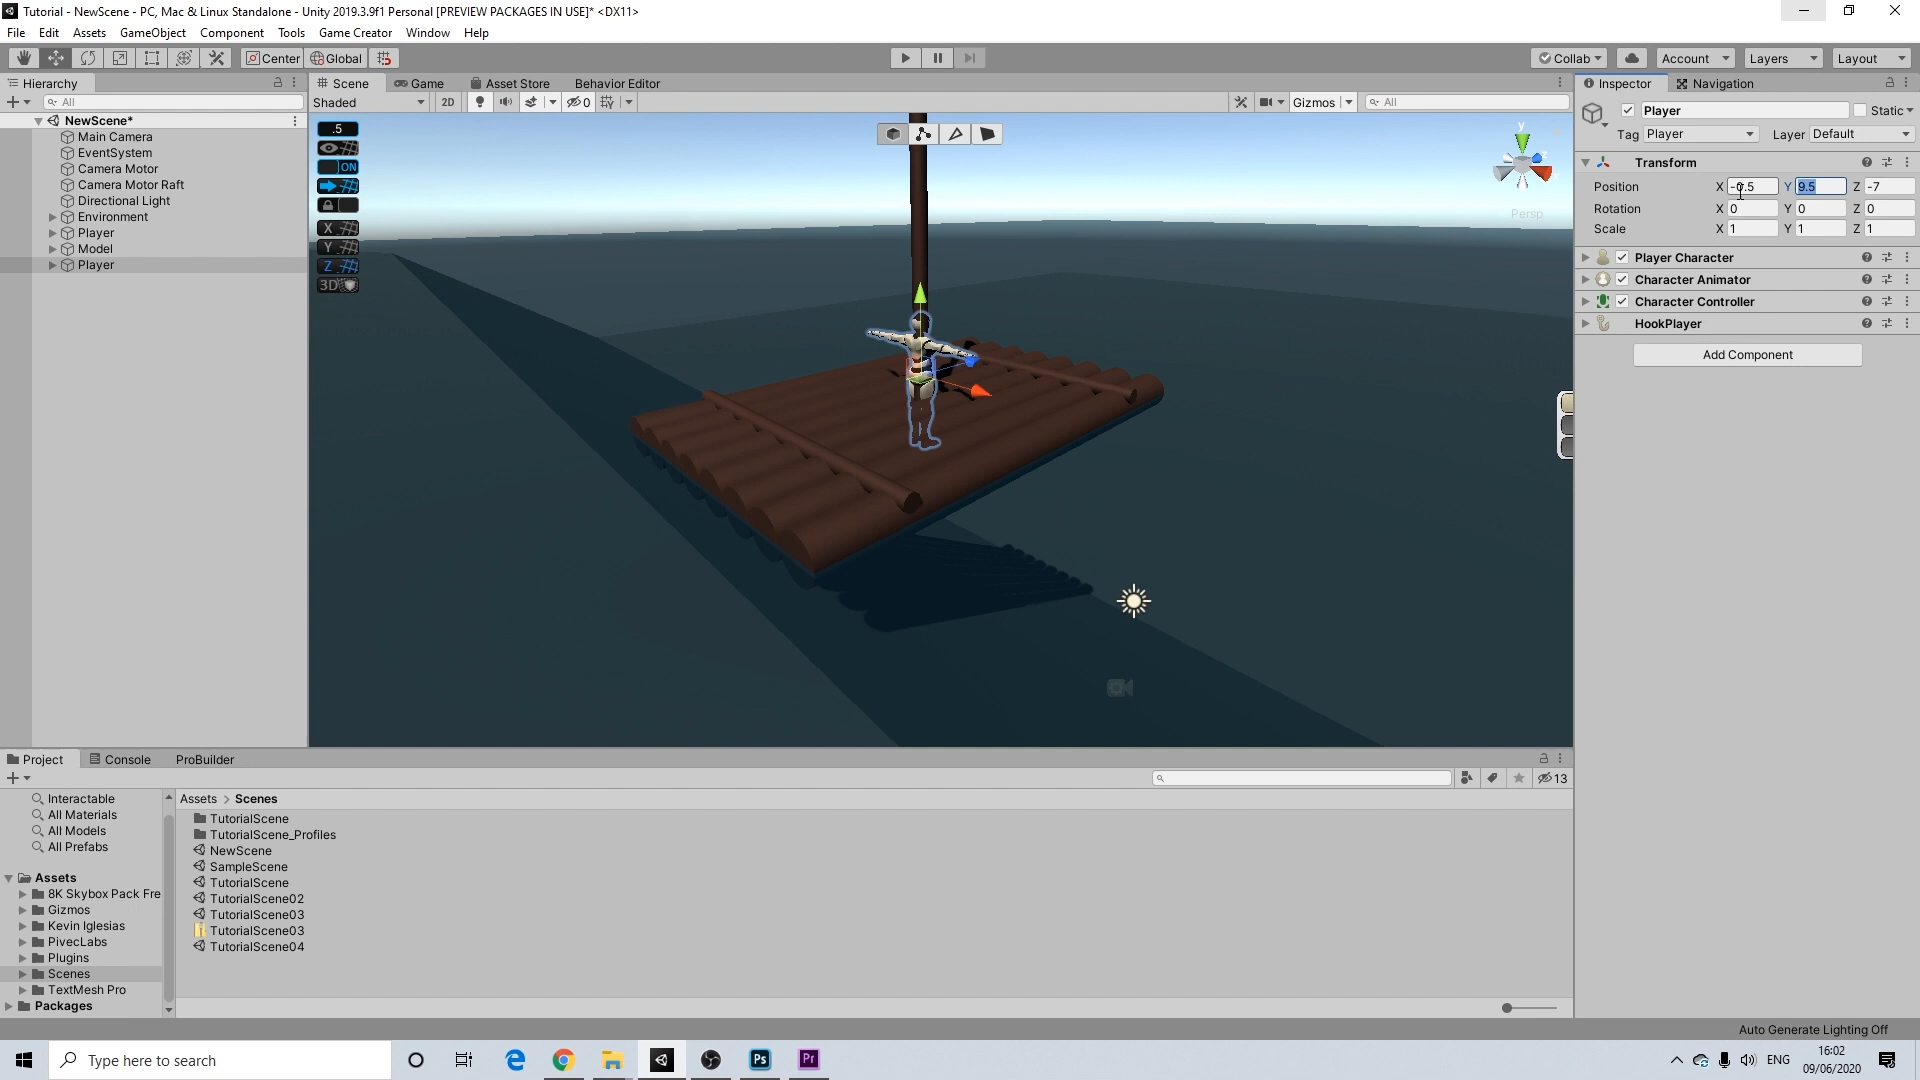 Tutorial - NewScene - PC, Mac & Linux Standalone - Unity 2019.3.9f1 Personal [PREVIEW PACKAGES IN USE]* <DX11>
File Edit Assets GameObject Component Tools Game Creator Window Help
Center Global Collab Account Layers Layout
Hierarchy
All
NewScene*
Main Camera
EventSystem
Camera Motor
Camera Motor Raft
Directional Light
Environment
Player
Model
Player
Scene Game Asset Store Behavior Editor
Shaded 2D 0 Gizmos All
.5
ON
X
Y
Z
3D
y
Persp
Inspector Navigation
Player Static
Tag Player Layer Default
Transform
Position X -0.5 Y 9.5 Z -7
Rotation X 0 Y 0 Z 0
Scale X 1 Y 1 Z 1
Player Character
Character Animator
Character Controller
HookPlayer
Add Component
Project Console ProBuilder
13
Interactable
All Materials
All Models
All Prefabs
Assets
8K Skybox Pack Fre
Gizmos
Kevin Iglesias
PivecLabs
Plugins
Scenes
TextMesh Pro
Packages
Assets > Scenes
TutorialScene
TutorialScene_Profiles
NewScene
SampleScene
TutorialScene
TutorialScene02
TutorialScene03
TutorialScene03
TutorialScene04
Auto Generate Lighting Off
Type here to search
Ps
Pr
ENG
16:02
09/06/2020